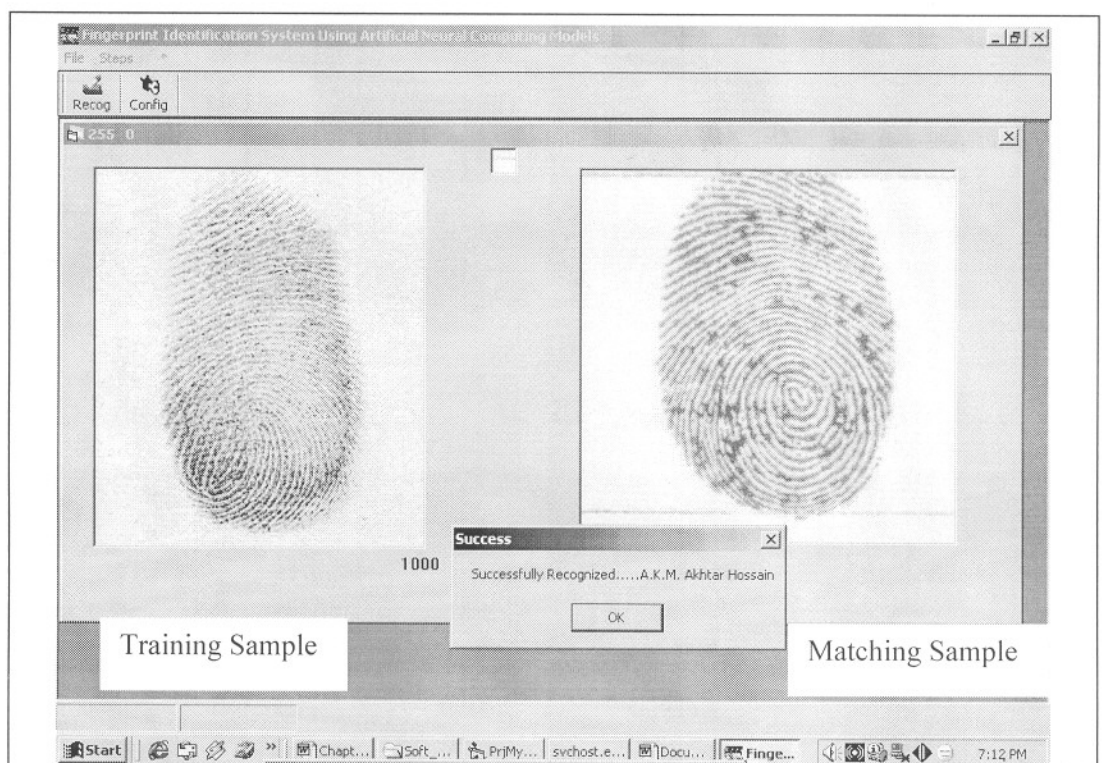 Fingerprint Identification System Using Artificial Neural Computing Models
File Steps
Recog Config
255 0
1000
Success
Successfully Recognized.....A.K.M. Akhtar Hossain
OK
Training Sample
Matching Sample
Start » Chapt... Soft_... PrjMy... svchost.e... Docu... Finge... 7:12 PM